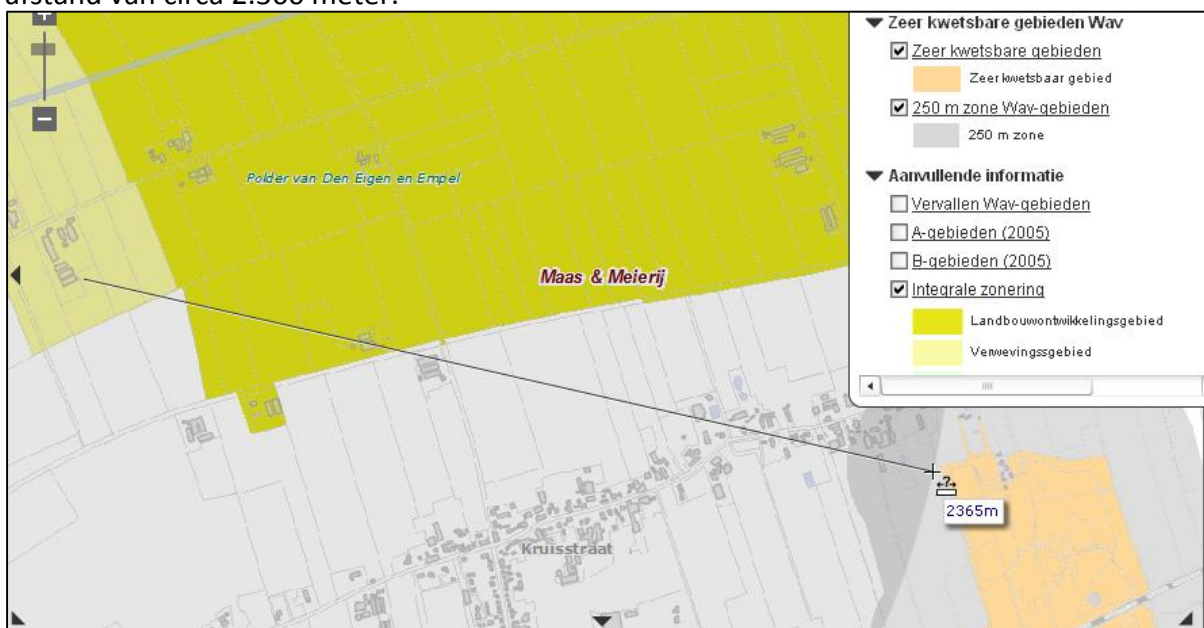 afstand van circa 2.360 meter.
Zeer kwetsbare gebieden Wav
Zeer kwetsbare gebieden
Zeer kwetsbaar gebied
250 m zone Wav-gebieden
250 m zone
Aanvullende informatie
Vervallen Wav-gebieden
A-gebieden (2005)
B-gebieden (2005)
Integrale zonering
Landbouwontwikkelingsgebied
Verwevingsgebied
Polder van Den Eigen en Empel
Maas & Meierij
2365m
Kruisstraat